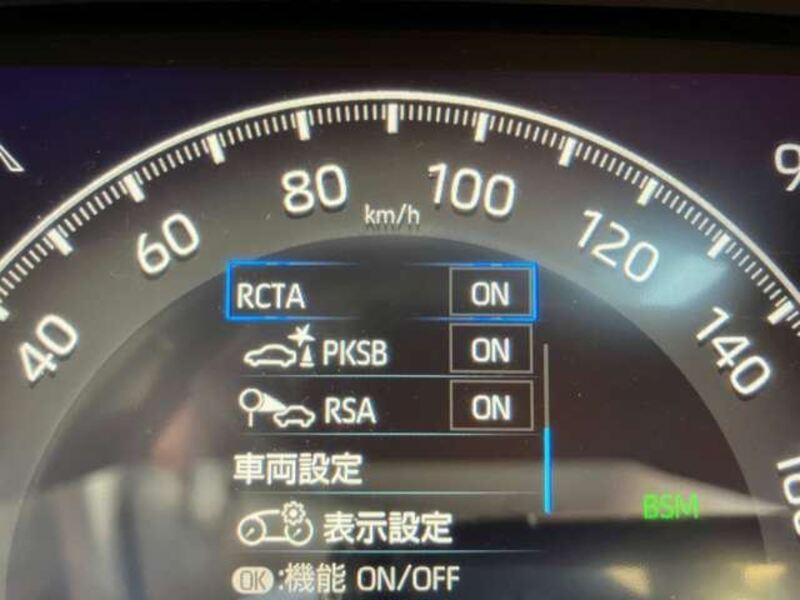 80 100
km/h
60 120
40 140
RCTA ON
PKSB ON
RSA ON
車両設定
BSM
表示設定
OK:機能 ON/OFF